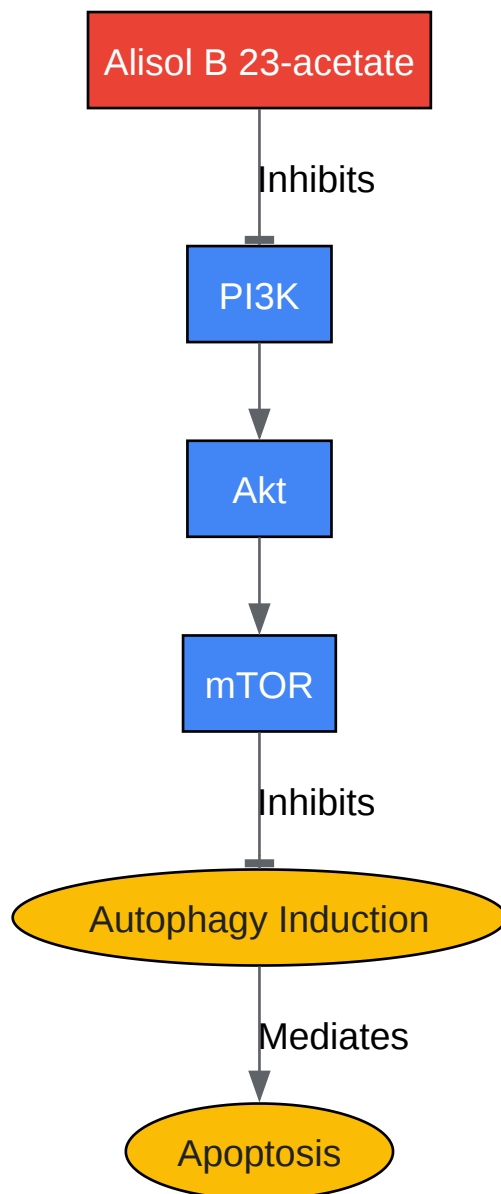 Alisol B 23-acetate
Inhibits
PI3K
Akt
mTOR
Inhibits
Autophagy Induction
Mediates
Apoptosis